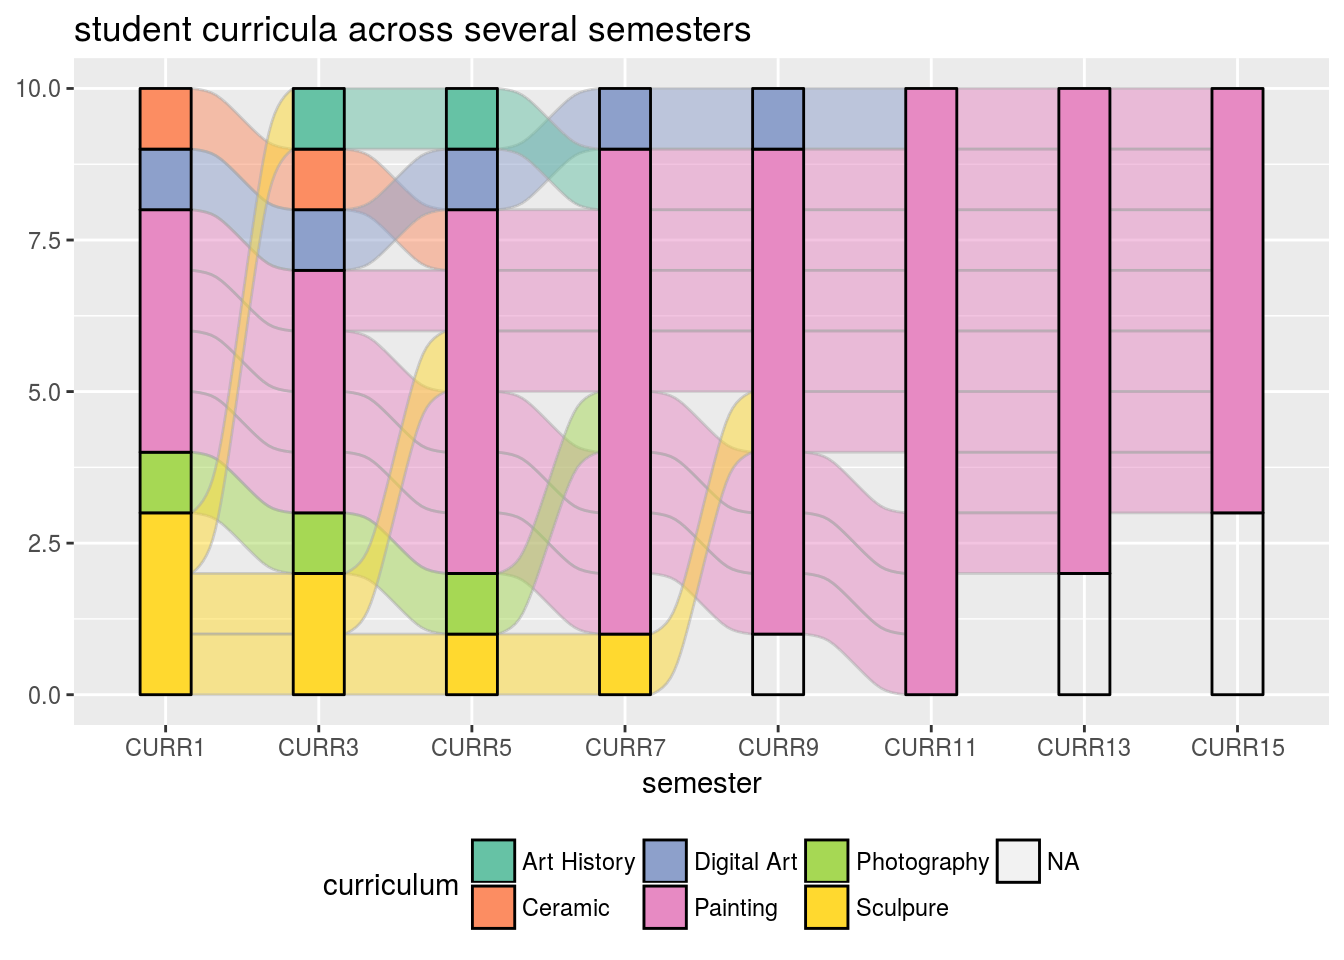 student curricula across several semesters
10.0
7.5
5.0
2.5
0.0
CURR1 CURR3 CURR5 CURR7 CURR9 CURR11 CURR13 CURR15
semester
curriculum
Art History Digital Art Photography NA
Ceramic Painting Sculpure